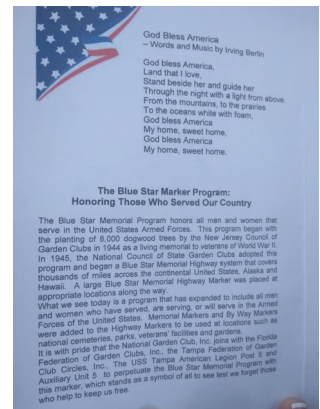 God Bless America
– Words and Music by Irving Berlin
God bless America,
Land that I love,
Stand beside her and guide her
Through the night with a light from above.
From the mountains, to the prairies
To the oceans white with foam,
God bless America
My home, sweet home,
God bless America
My home, sweet home.
The Blue Star Marker Program:
Honoring Those Who Served Our Country
The Blue Star Memorial Program honors all men and women that
serve in the United States Armed Forces. This program began with
the planting of 8,000 dogwood trees by the New Jersey Council of
Garden Clubs in 1944 as a living memorial to veterans of World War II.
In 1945, the National Council of State Garden Clubs adopted this
program and began a Blue Star Memorial Highway system that covers
thousands of miles across the continental United States, Alaska and
Hawaii. A large Blue Star Memorial Highway Marker was placed at
appropriate locations along the way.
What we see today is a program that has expanded to include all men
and women who have served, are serving, or will serve in the Armed
Forces of the United States. Memorial Markers and By Way Markers
were added to the Highway Markers to be used at locations such as
national cemeteries, parks, veterans' facilities and gardens.
It is with pride that the National Garden Club, Inc. joins with the Florida
Federation of Garden Clubs, Inc., the Tampa Federation of Garden
Club Circles, Inc., The USS Tampa American Legion Post 5 and
Auxiliary Unit 5 to perpetuate the Blue Star Memorial Program with
this marker, which stands as a symbol of all to see lest we forget those
who help to keep us free.